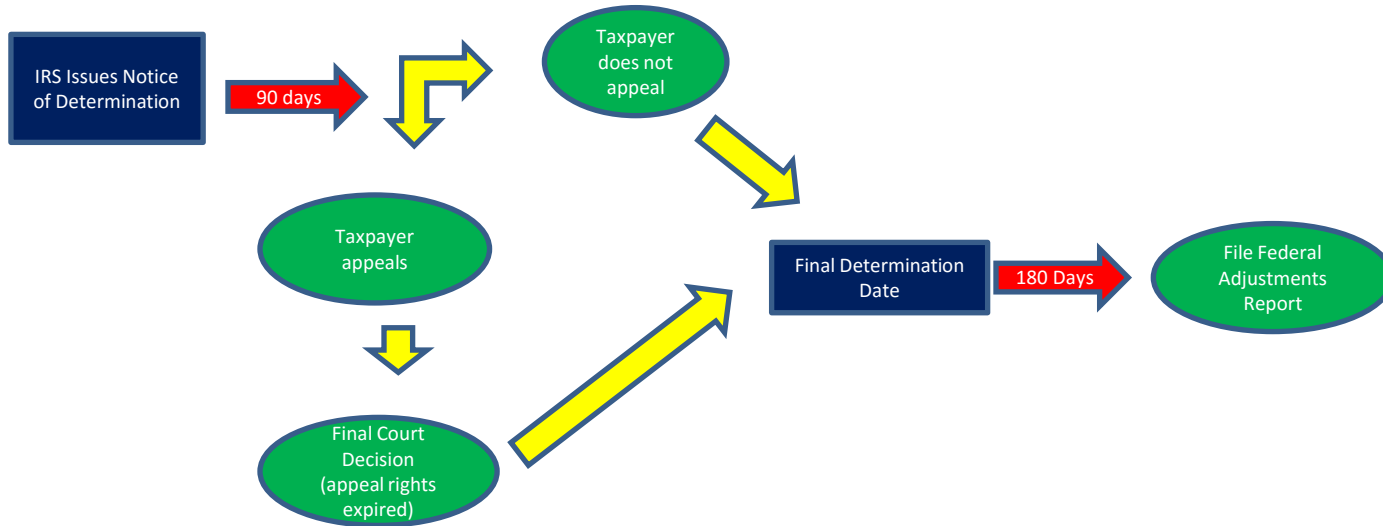 IRS Issues Notice
of Determination
90 days
Taxpayer
does not
appeal
Taxpayer
appeals
Final Court
Decision
(appeal rights
expired)
Final Determination
Date
180 Days
File Federal
Adjustments
Report